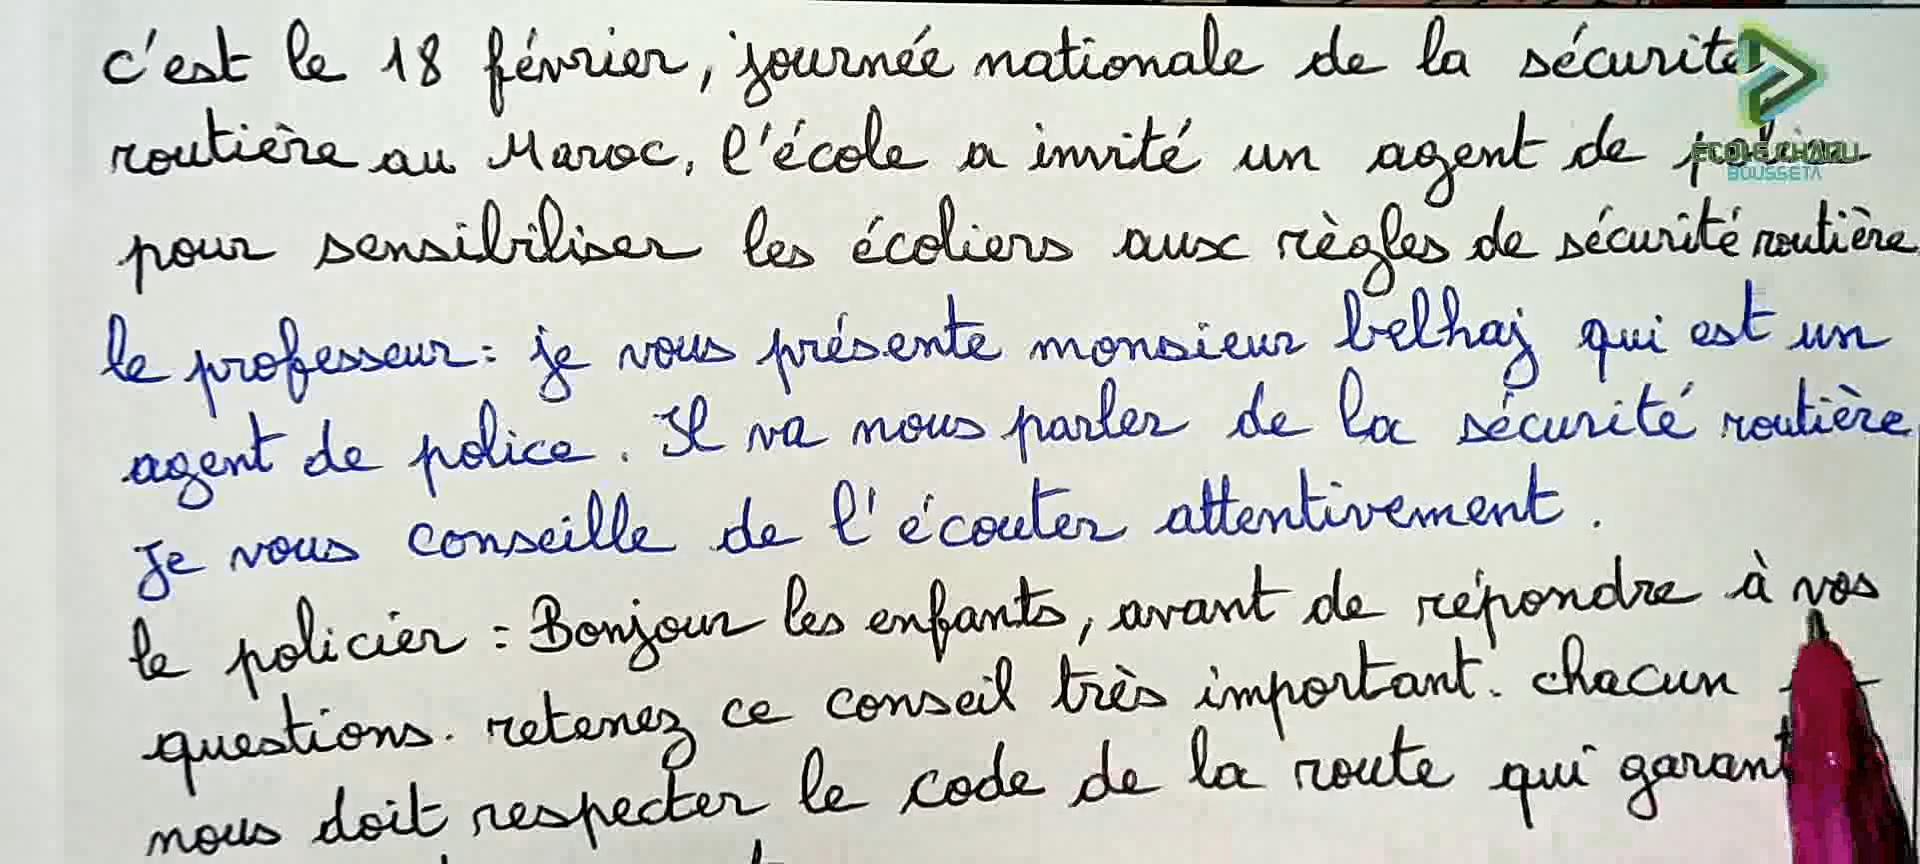 c'est le 18 février, journée nationale de la sécurité
routière au Maroc, l'école a invité un agent de police
pour sensibiliser les écoliers aux règles de sécurité routière
le professeur : je vous présente monsieur belhaj qui est un
agent de police. Il va nous parler de la sécurité routière
Je vous conseille de l'écouter attentivement.
le policier : Bonjour les enfants, avant de répondre à vos
questions. retenez ce conseil très important. chacun
nous doit respecter le code de la route qui garant
BOUSSETA